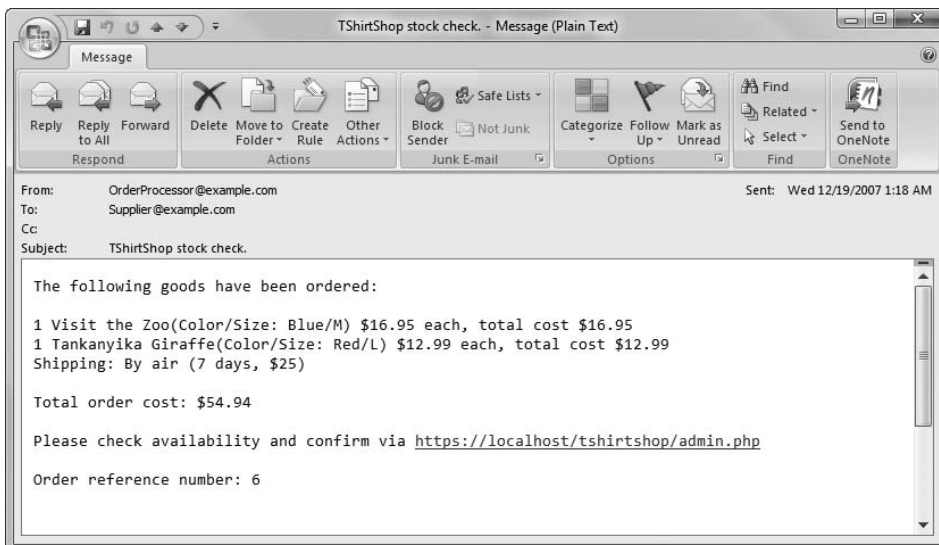 TShirtShop stock check. - Message (Plain Text)
Message
Reply Reply to All Forward
Respond
Delete Move to Folder Create Rule Other Actions
Actions
Block Sender Safe Lists Not Junk
Junk E-mail
Categorize Follow Up Mark as Unread
Options
Find Related Select
Find
Send to OneNote
OneNote
From: OrderProcessor@example.com Sent: Wed 12/19/2007 1:18 AM
To: Supplier@example.com
Cc:
Subject: TShirtShop stock check.
The following goods have been ordered:
1 Visit the Zoo(Color/Size: Blue/M) $16.95 each, total cost $16.95
1 Tankanyika Giraffe(Color/Size: Red/L) $12.99 each, total cost $12.99
Shipping: By air (7 days, $25)
Total order cost: $54.94
Please check availability and confirm via https://localhost/tshirtshop/admin.php
Order reference number: 6